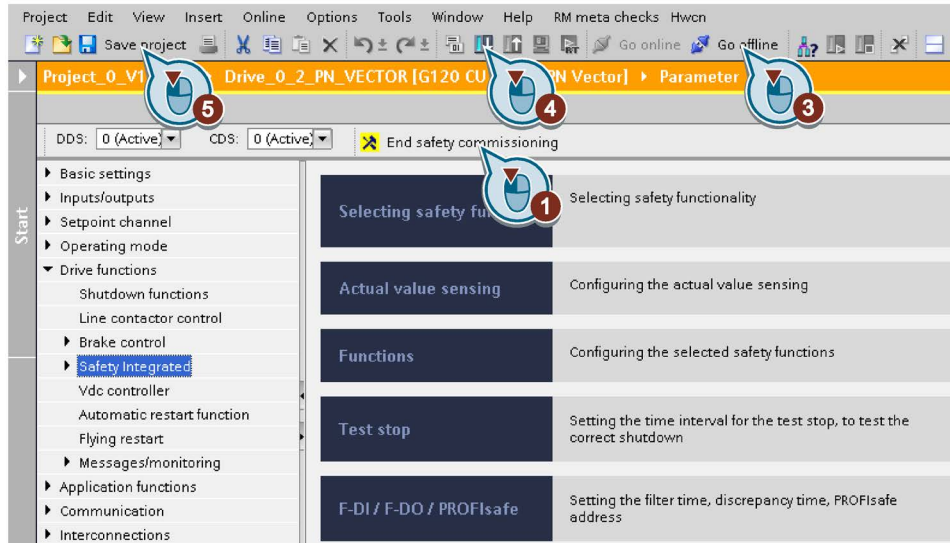 Project Edit View Insert Online Options Tools Window Help RM meta checks Hwcn
Save project Go online Go offline
Project_0_V1 Drive_0_2_PN_VECTOR [G120 CU PN Vector] Parameter
5 4 3
DDS: 0 (Active) CDS: 0 (Active) End safety commissioning
1
Start
Basic settings
Inputs/outputs
Setpoint channel
Operating mode
Drive functions
Shutdown functions
Line contactor control
Brake control
Safety Integrated
Vdc controller
Automatic restart function
Flying restart
Messages/monitoring
Application functions
Communication
Interconnections
Selecting safety fu
Selecting safety functionality
Actual value sensing
Configuring the actual value sensing
Functions
Configuring the selected safety functions
Test stop
Setting the time interval for the test stop, to test the
correct shutdown
F-DI / F-DO / PROFIsafe
Setting the filter time, discrepancy time, PROFIsafe
address